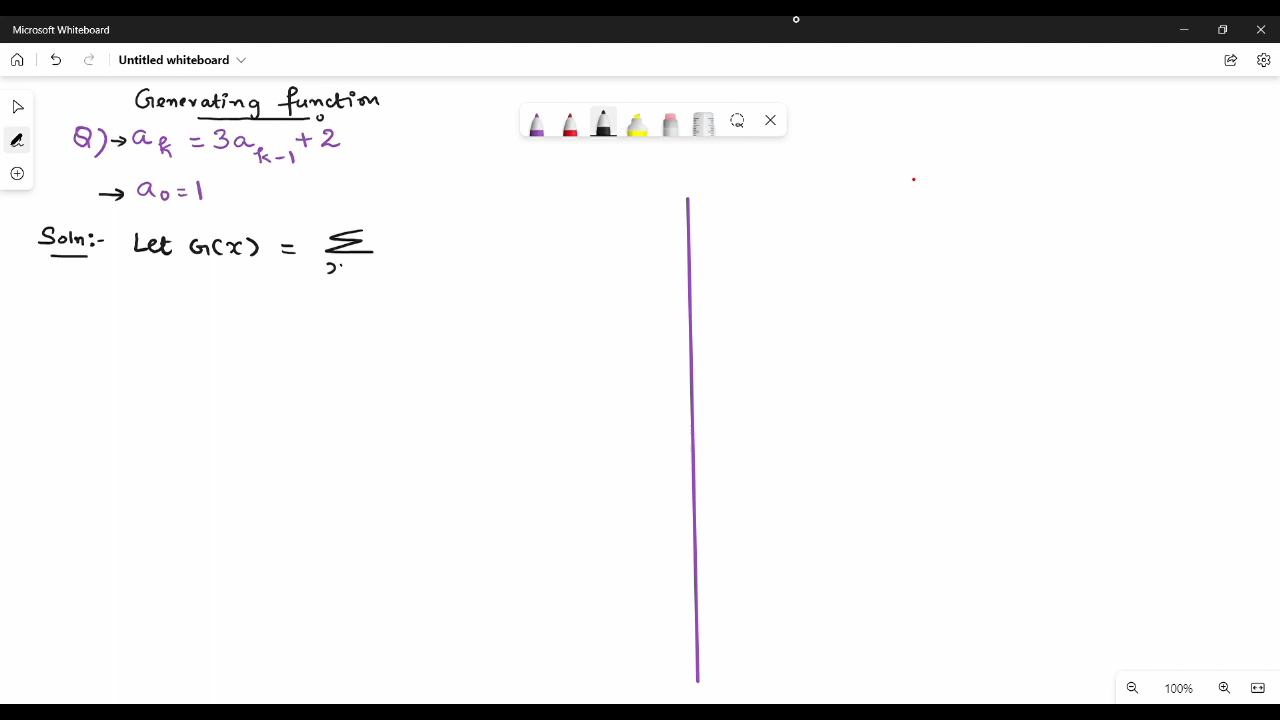 Microsoft Whiteboard
Untitled whiteboard
Generating function
Q) → a_k = 3a_{k-1} + 2
→ a_0 = 1
Soln:- Let G(x) = Σ
100%